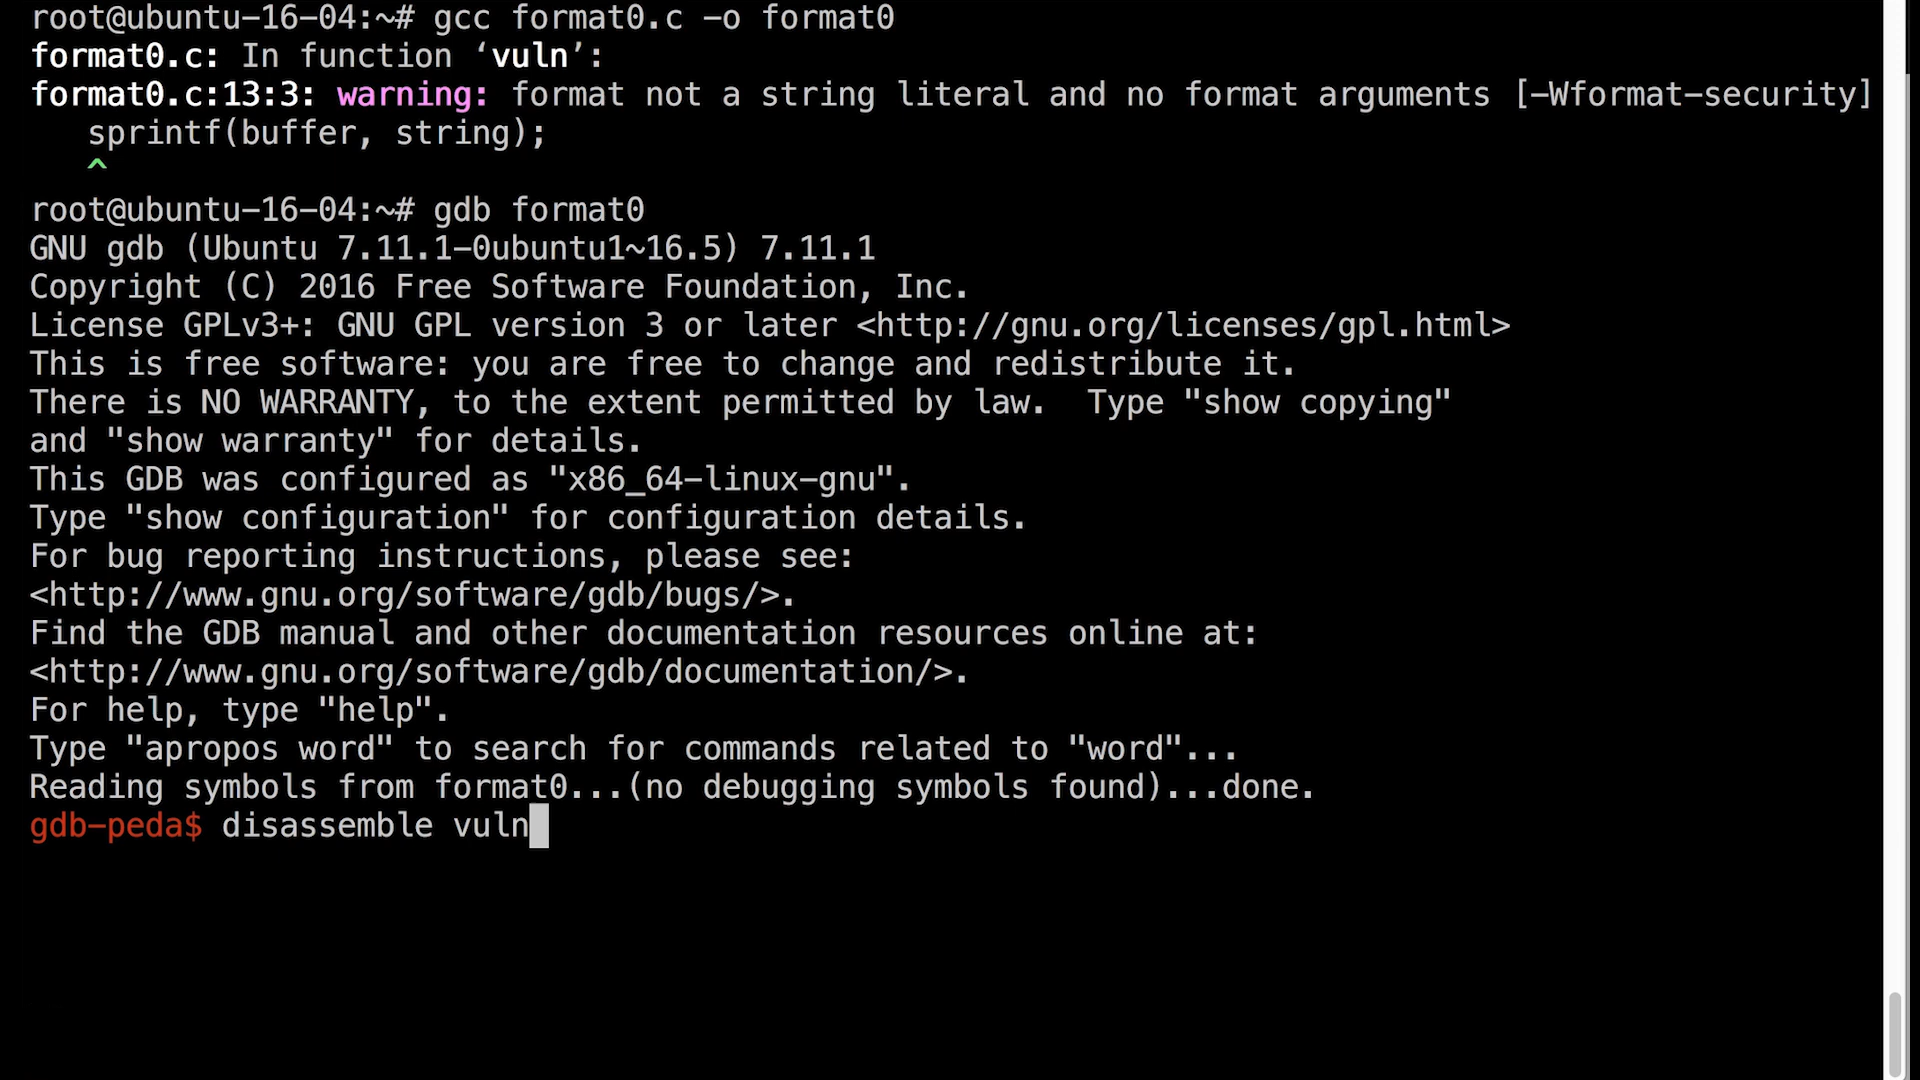 root@ubuntu-16-04:~# gcc format0.c -o format0
format0.c: In function ‘vuln’:
format0.c:13:3: warning: format not a string literal and no format arguments [-Wformat-security]
   sprintf(buffer, string);
   ^
root@ubuntu-16-04:~# gdb format0
GNU gdb (Ubuntu 7.11.1-0ubuntu1~16.5) 7.11.1
Copyright (C) 2016 Free Software Foundation, Inc.
License GPLv3+: GNU GPL version 3 or later <http://gnu.org/licenses/gpl.html>
This is free software: you are free to change and redistribute it.
There is NO WARRANTY, to the extent permitted by law.  Type "show copying"
and "show warranty" for details.
This GDB was configured as "x86_64-linux-gnu".
Type "show configuration" for configuration details.
For bug reporting instructions, please see:
<http://www.gnu.org/software/gdb/bugs/>.
Find the GDB manual and other documentation resources online at:
<http://www.gnu.org/software/gdb/documentation/>.
For help, type "help".
Type "apropos word" to search for commands related to "word"...
Reading symbols from format0...(no debugging symbols found)...done.
gdb-peda$ disassemble vuln